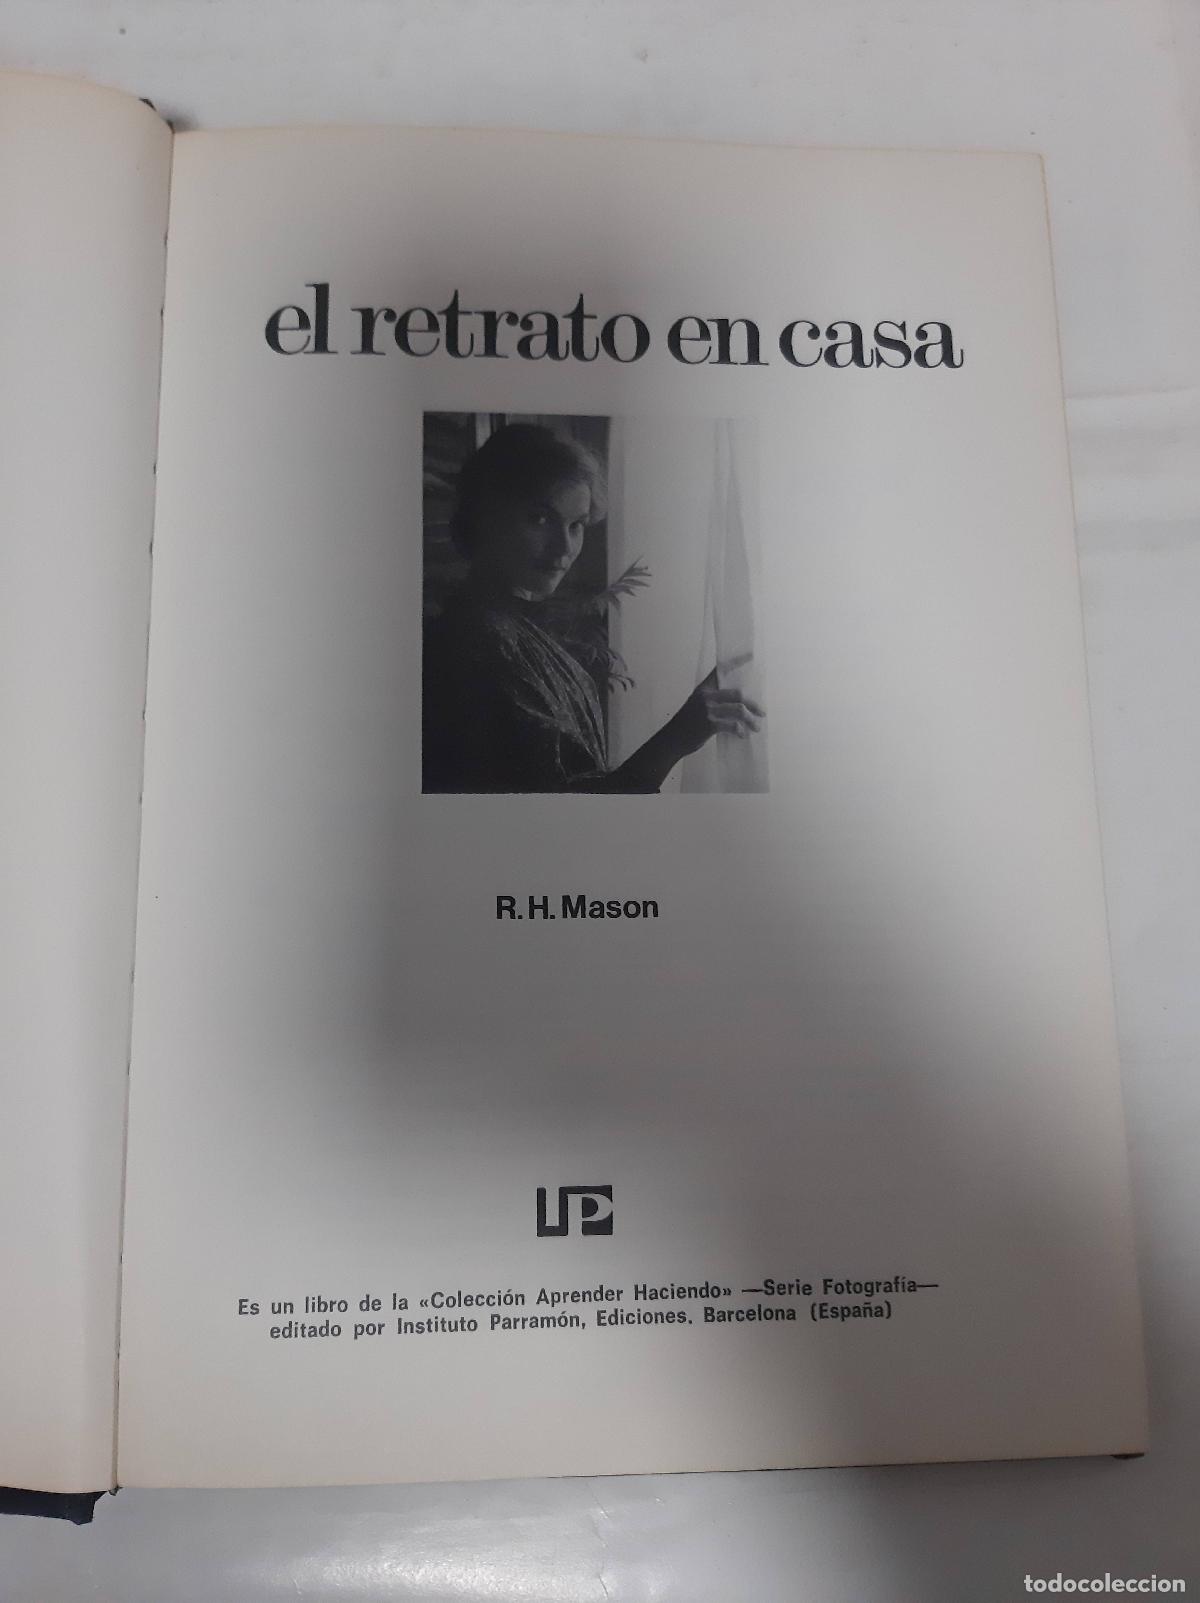 el retrato en casa
R.H. Mason
IP
Es un libro de la «Colección Aprender Haciendo» —Serie Fotografía—
editado por Instituto Parramón, Ediciones. Barcelona (España)
todocoleccion